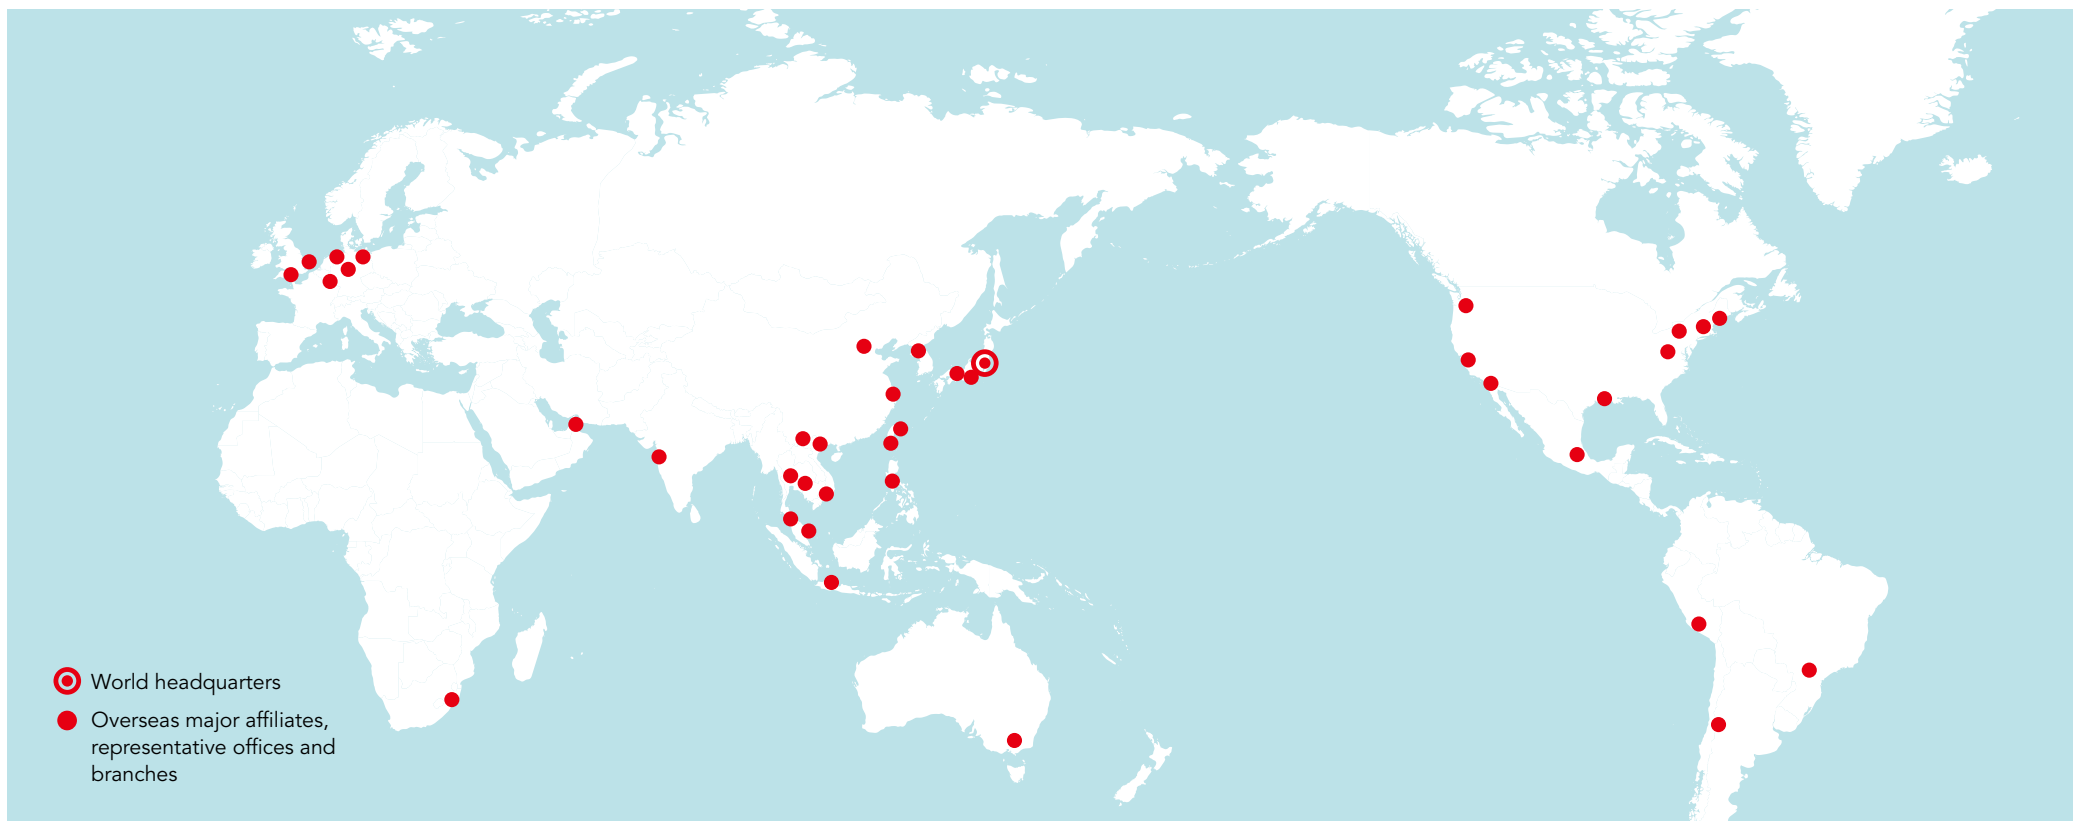 World headquarters
Overseas major affiliates,
representative offices and
branches